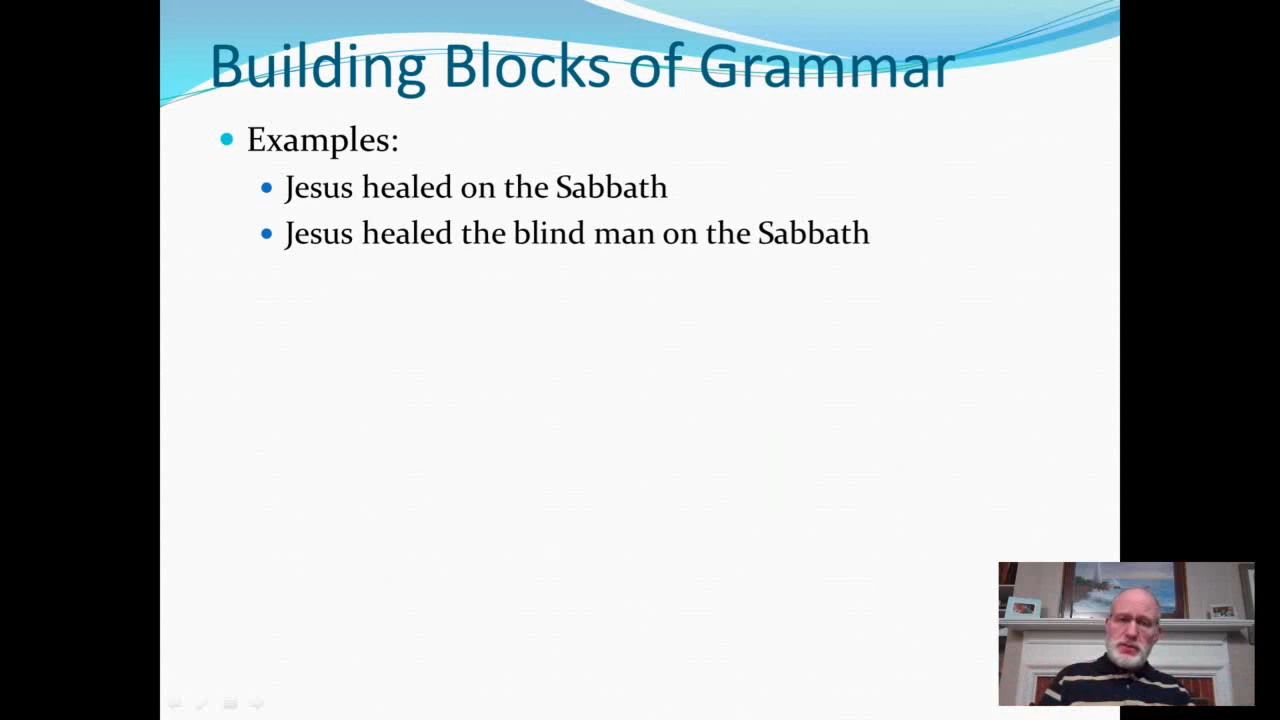 Building Blocks of Grammar
Examples:
Jesus healed on the Sabbath
Jesus healed the blind man on the Sabbath